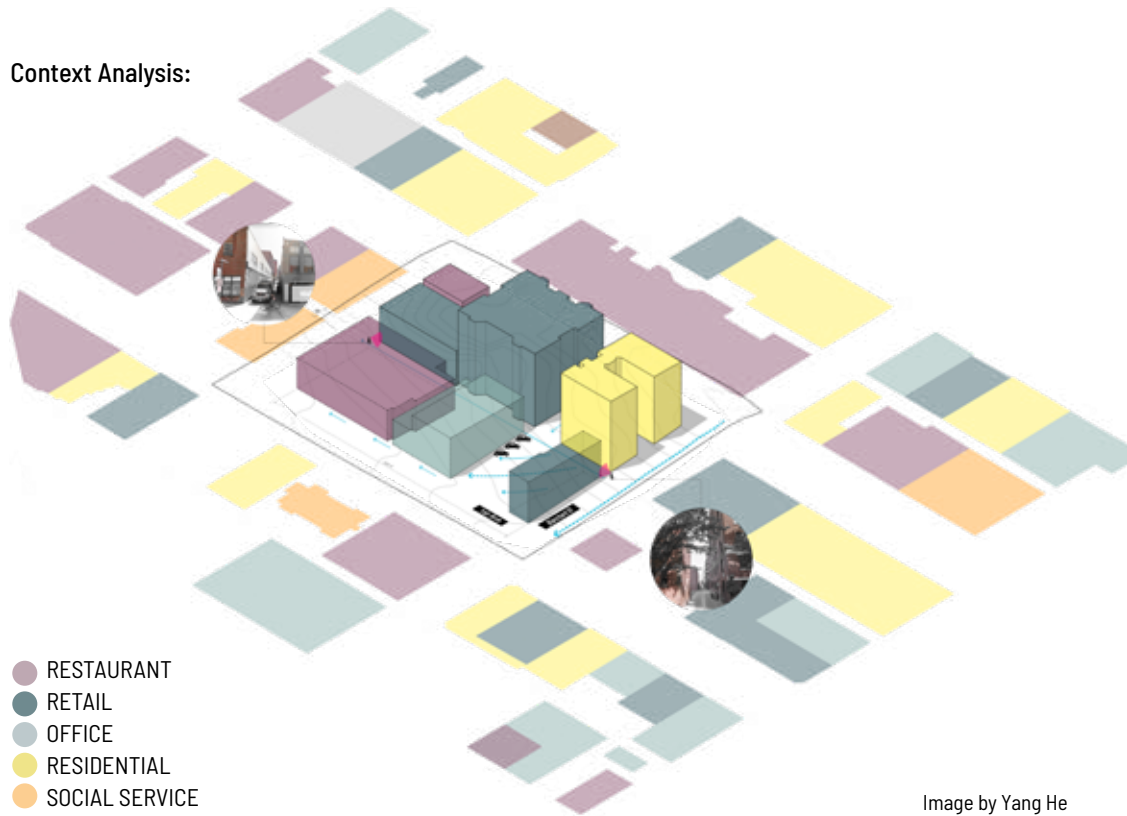 Context Analysis:
RESTAURANT
RETAIL
OFFICE
RESIDENTIAL
SOCIAL SERVICE
Image by Yang He